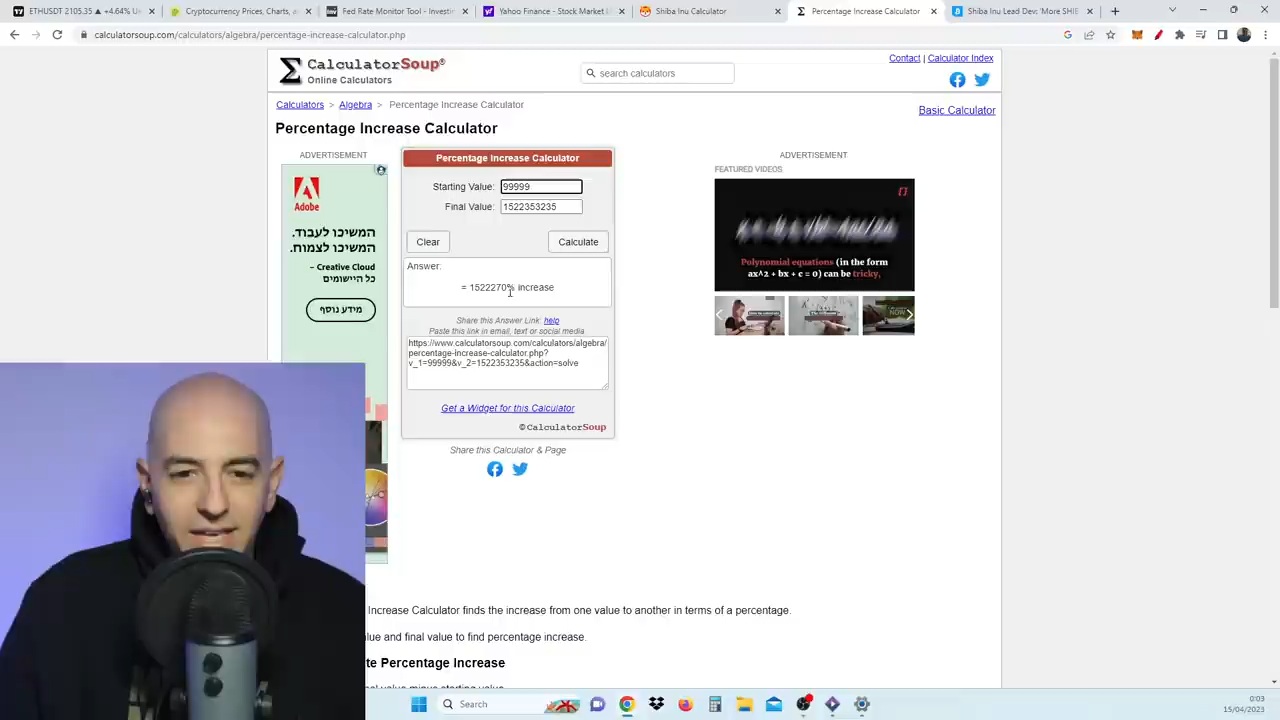 ETHUSDT 2105.35 ▲ +4.64% U
Cryptocurrency Prices, Charts
Fed Rate Monitor Tool - Investin
Yahoo Finance - Stock Market
Shiba Inu Calculator
Percentage Increase Calculator
Shiba Inu Lead Dev: 'More SHIB
calculatorsoup.com/calculators/algebra/percentage-increase-calculator.php
CalculatorSoup®
Online Calculators
search calculators
Contact | Calculator Index
Calculators > Algebra > Percentage Increase Calculator
Basic Calculator
Percentage Increase Calculator
ADVERTISEMENT
Adobe
המשיכו לעבוד.
המשיכו לצמוח.
– Creative Cloud
כל היישומים
מידע נוסף
Percentage Increase Calculator
Starting Value: 99999
Final Value: 1522353235
Clear
Calculate
Answer:
= 1522270% increase
Share this Answer Link: help
Paste this link in email, text or social media
https://www.calculatorsoup.com/calculators/algebra/
percentage-increase-calculator.php?
v_1=99999&v_2=1522353235&action=solve
Get a Widget for this Calculator
©CalculatorSoup
Share this Calculator & Page
ADVERTISEMENT
FEATURED VIDEOS
{}
Polynomial equations (in the form
ax^2 + bx + c = 0) can be tricky,
NOW
Increase Calculator finds the increase from one value to another in terms of a percentage.
alue and final value to find percentage increase.
te Percentage Increase
Search
0:03
15/04/2023